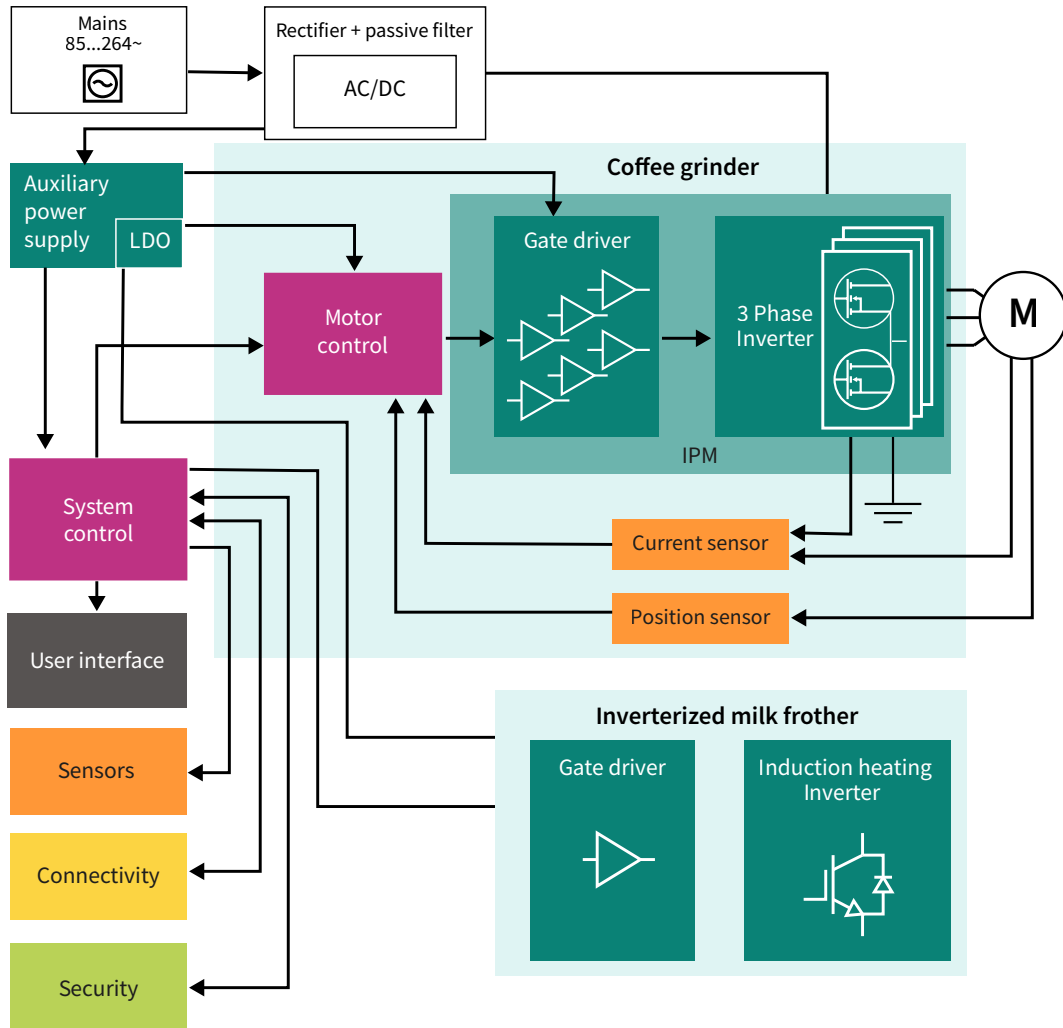 Mains
85...264~
Rectifier + passive filter
AC/DC
Auxiliary
power
supply
LDO
Coffee grinder
Gate driver
3 Phase
Inverter
M
Motor
control
IPM
System
control
Current sensor
Position sensor
User interface
Inverterized milk frother
Sensors
Gate driver
Induction heating
Inverter
Connectivity
Security